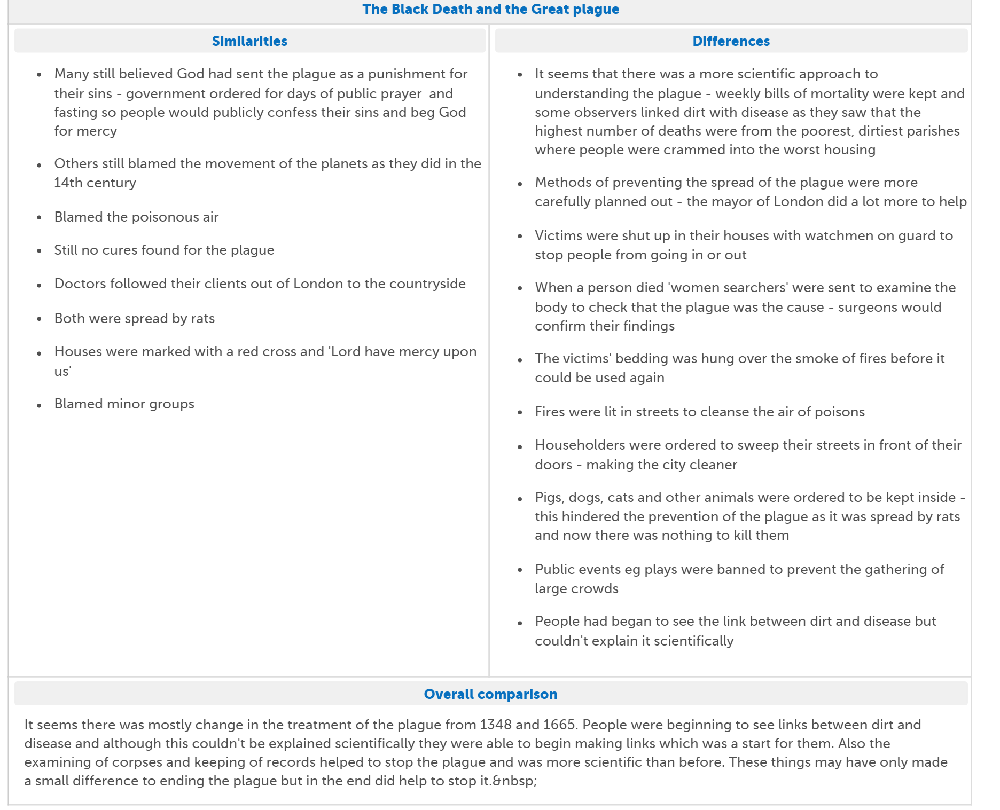 The Black Death and the Great plague
Similarities
Many still believed God had sent the plague as a punishment for
their sins - government ordered for days of public prayer  and
fasting so people would publicly confess their sins and beg God
for mercy
Others still blamed the movement of the planets as they did in the
14th century
Blamed the poisonous air
Still no cures found for the plague
Doctors followed their clients out of London to the countryside
Both were spread by rats
Houses were marked with a red cross and 'Lord have mercy upon
us'
Blamed minor groups
Differences
It seems that there was a more scientific approach to
understanding the plague - weekly bills of mortality were kept and
some observers linked dirt with disease as they saw that the
highest number of deaths were from the poorest, dirtiest parishes
where people were crammed into the worst housing
Methods of preventing the spread of the plague were more
carefully planned out - the mayor of London did a lot more to help
Victims were shut up in their houses with watchmen on guard to
stop people from going in or out
When a person died 'women searchers' were sent to examine the
body to check that the plague was the cause - surgeons would
confirm their findings
The victims' bedding was hung over the smoke of fires before it
could be used again
Fires were lit in streets to cleanse the air of poisons
Householders were ordered to sweep their streets in front of their
doors - making the city cleaner
Pigs, dogs, cats and other animals were ordered to be kept inside -
this hindered the prevention of the plague as it was spread by rats
and now there was nothing to kill them
Public events eg plays were banned to prevent the gathering of
large crowds
People had began to see the link between dirt and disease but
couldn't explain it scientifically
Overall comparison
It seems there was mostly change in the treatment of the plague from 1348 and 1665. People were beginning to see links between dirt and
disease and although this couldn't be explained scientifically they were able to begin making links which was a start for them. Also the
examining of corpses and keeping of records helped to stop the plague and was more scientific than before. These things may have only made
a small difference to ending the plague but in the end did help to stop it.&nbsp;